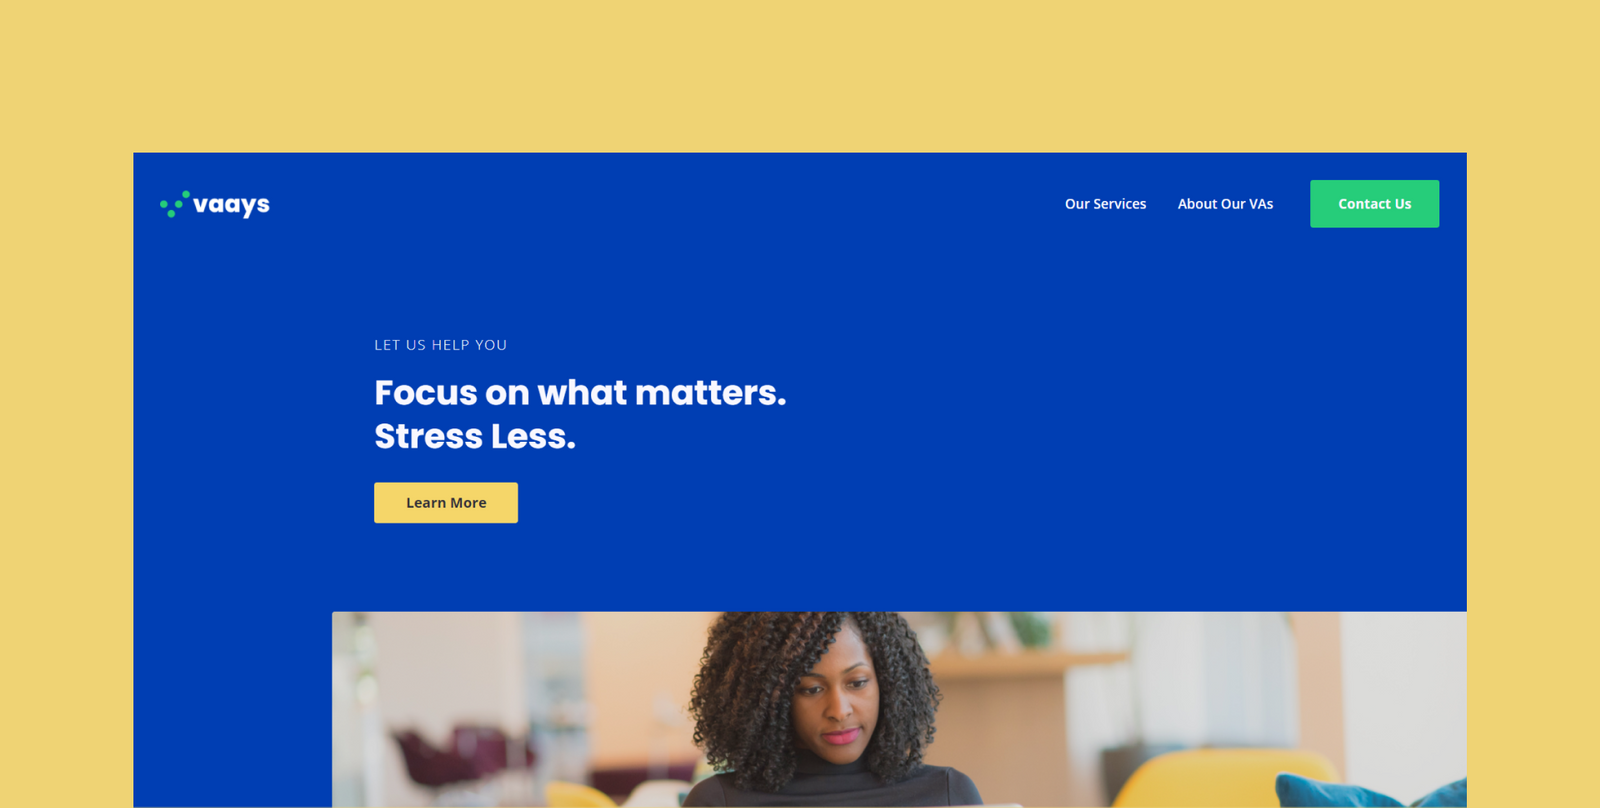 vaays
Our Services
About Our VAs
Contact Us
LET US HELP YOU
Focus on what matters.
Stress Less.
Learn More